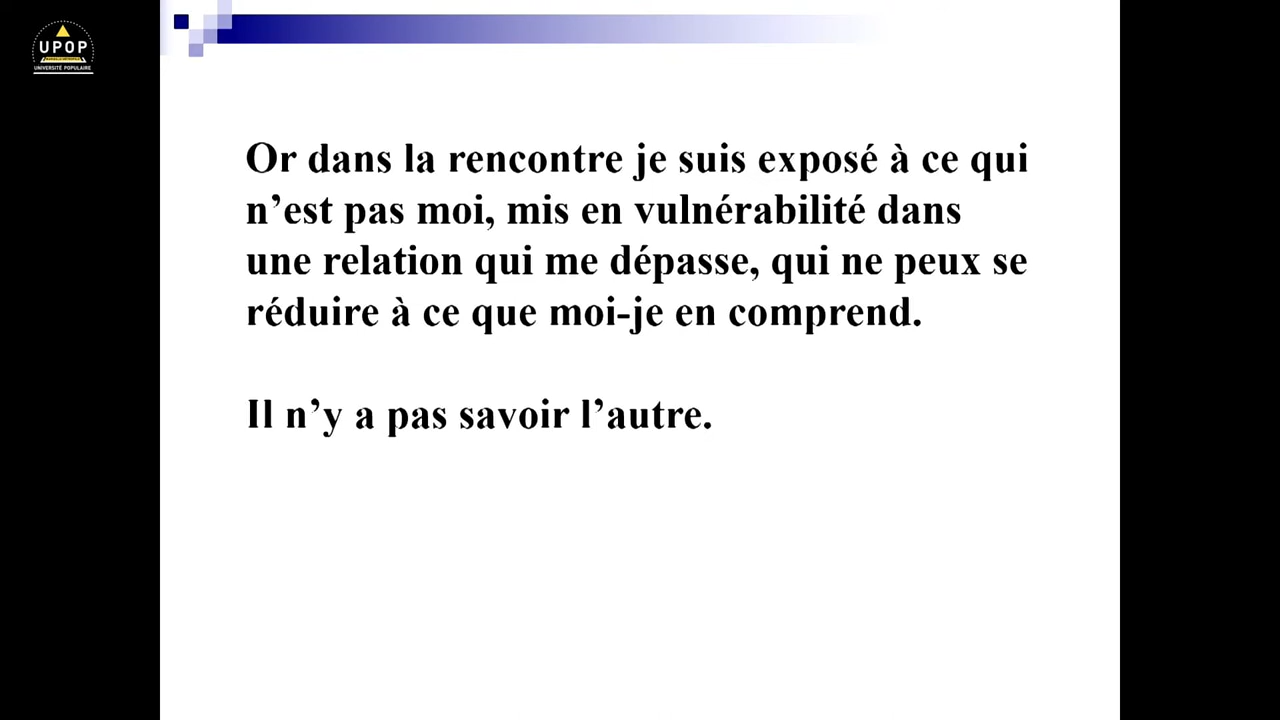 UPOP
UNIVERSITÉ POPULAIRE
Or dans la rencontre je suis exposé à ce qui
n’est pas moi, mis en vulnérabilité dans
une relation qui me dépasse, qui ne peux se
réduire à ce que moi-je en comprend.
Il n’y a pas savoir l’autre.